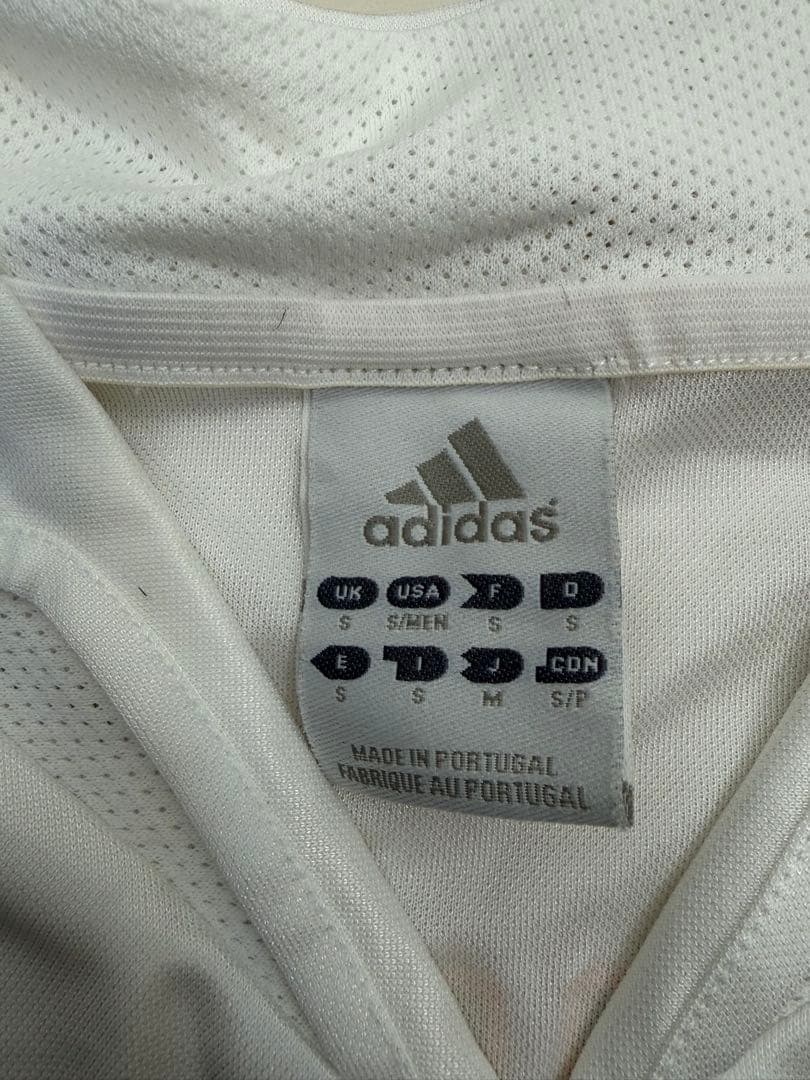 adidas
UK USA F D
S S/MEN S S
E I J CDN
S S M S/P
MADE IN PORTUGAL
FABRIQUE AU PORTUGAL